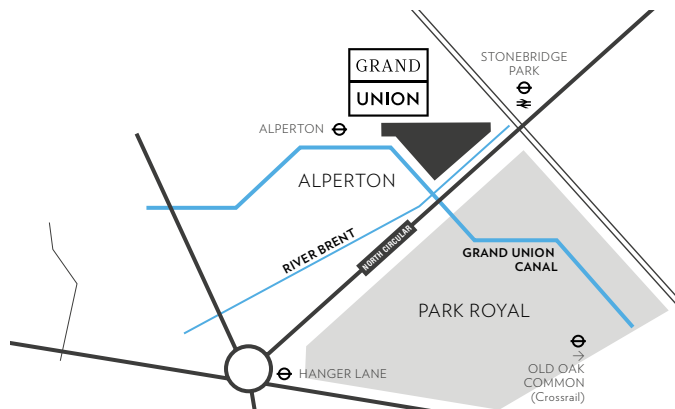 GRAND
UNION
STONEBRIDGE
PARK
ALPERTON
ALPERTON
RIVER BRENT
NORTH CIRCULAR
GRAND UNION
CANAL
PARK ROYAL
HANGER LANE
→
OLD OAK
COMMON
(Crossrail)